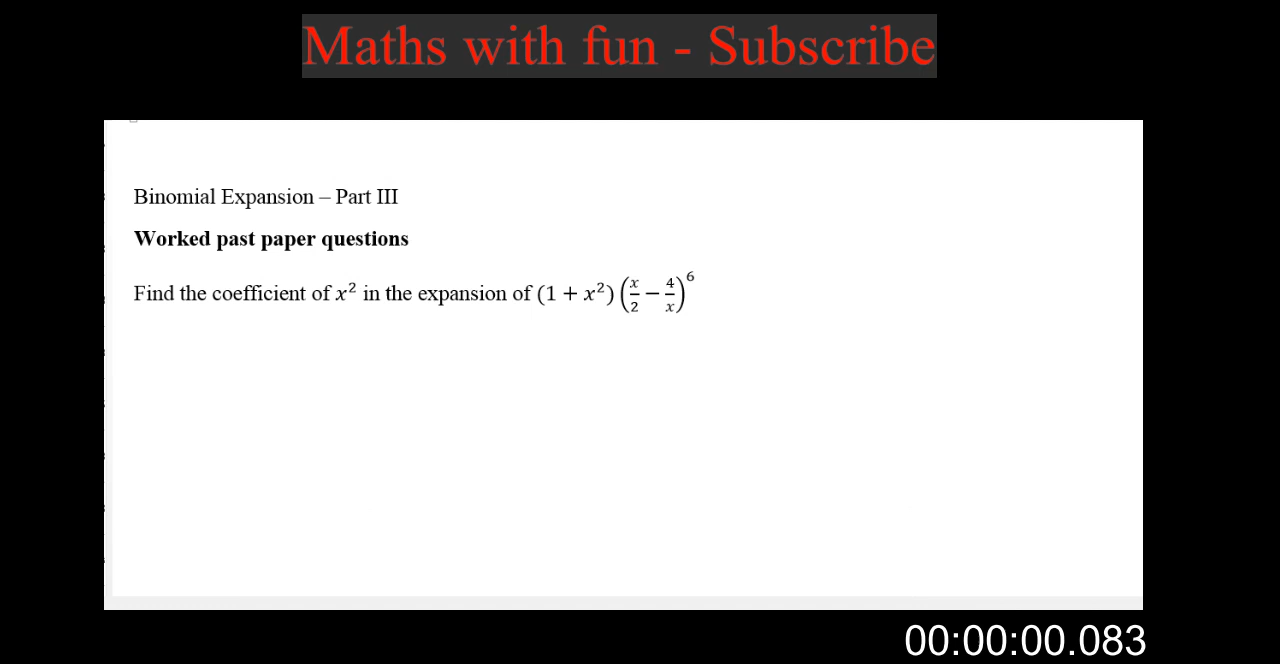 Maths with fun - Subscribe
Binomial Expansion – Part III
Worked past paper questions
Find the coefficient of x² in the expansion of (1 + x²)(x/2 − 4/x)⁶
00:00:00.083